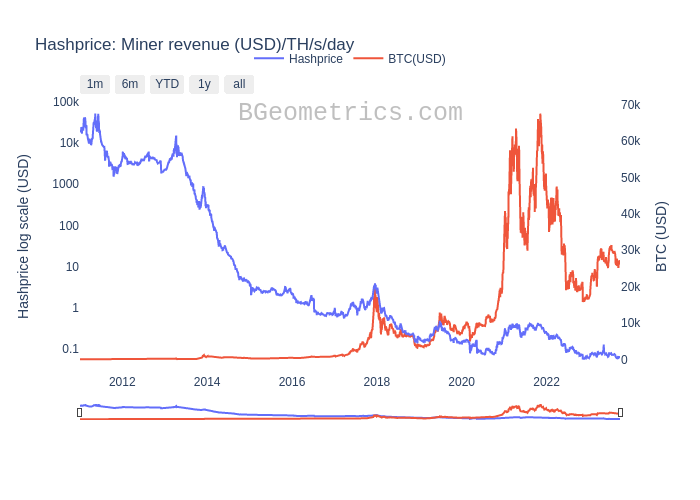 Hashprice: Miner revenue (USD)/TH/s/day
Hashprice BTC(USD)
1m 6m YTD 1y all
BGeometrics.com
100k
10k
1000
100
10
1
0.1
Hashprice log scale (USD)
70k
60k
50k
40k
30k
20k
10k
0
BTC (USD)
2012 2014 2016 2018 2020 2022